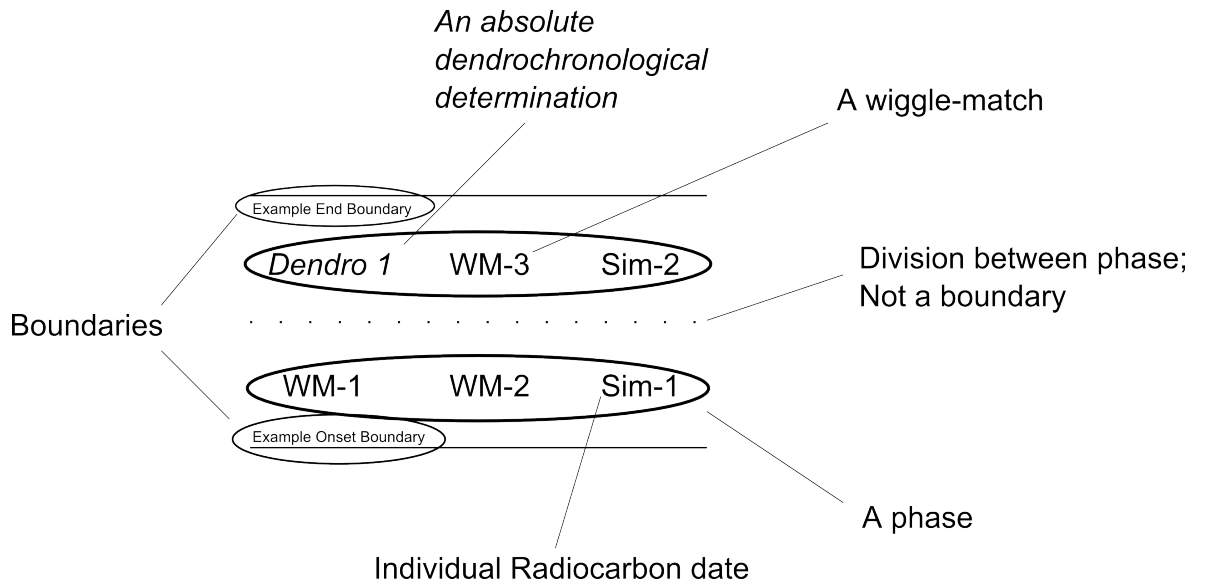 An absolute
dendrochronological
determination
A wiggle-match
Example End Boundary
Dendro 1 WM-3 Sim-2
Division between phase;
Not a boundary
Boundaries
WM-1 WM-2 Sim-1
Example Onset Boundary
A phase
Individual Radiocarbon date